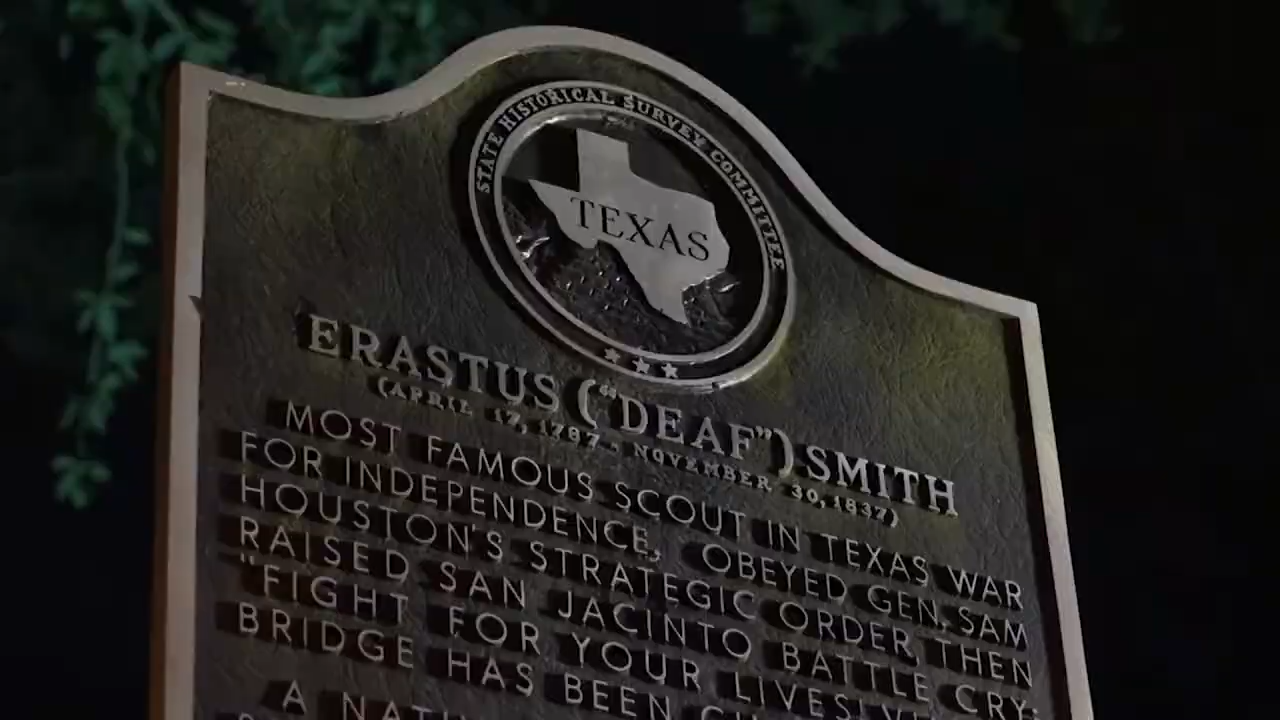 STATE HISTORICAL SURVEY COMMITTEE
TEXAS
ERASTUS ("DEAF") SMITH
(APRIL 17, 1787 - NOVEMBER 30, 1837)
MOST FAMOUS SCOUT IN TEXAS WAR
FOR INDEPENDENCE, OBEYED GEN. SAM
HOUSTON'S STRATEGIC ORDER, THEN
RAISED SAN JACINTO BATTLE CRY:
"FIGHT FOR YOUR LIVES!
BRIDGE HAS BEEN
A